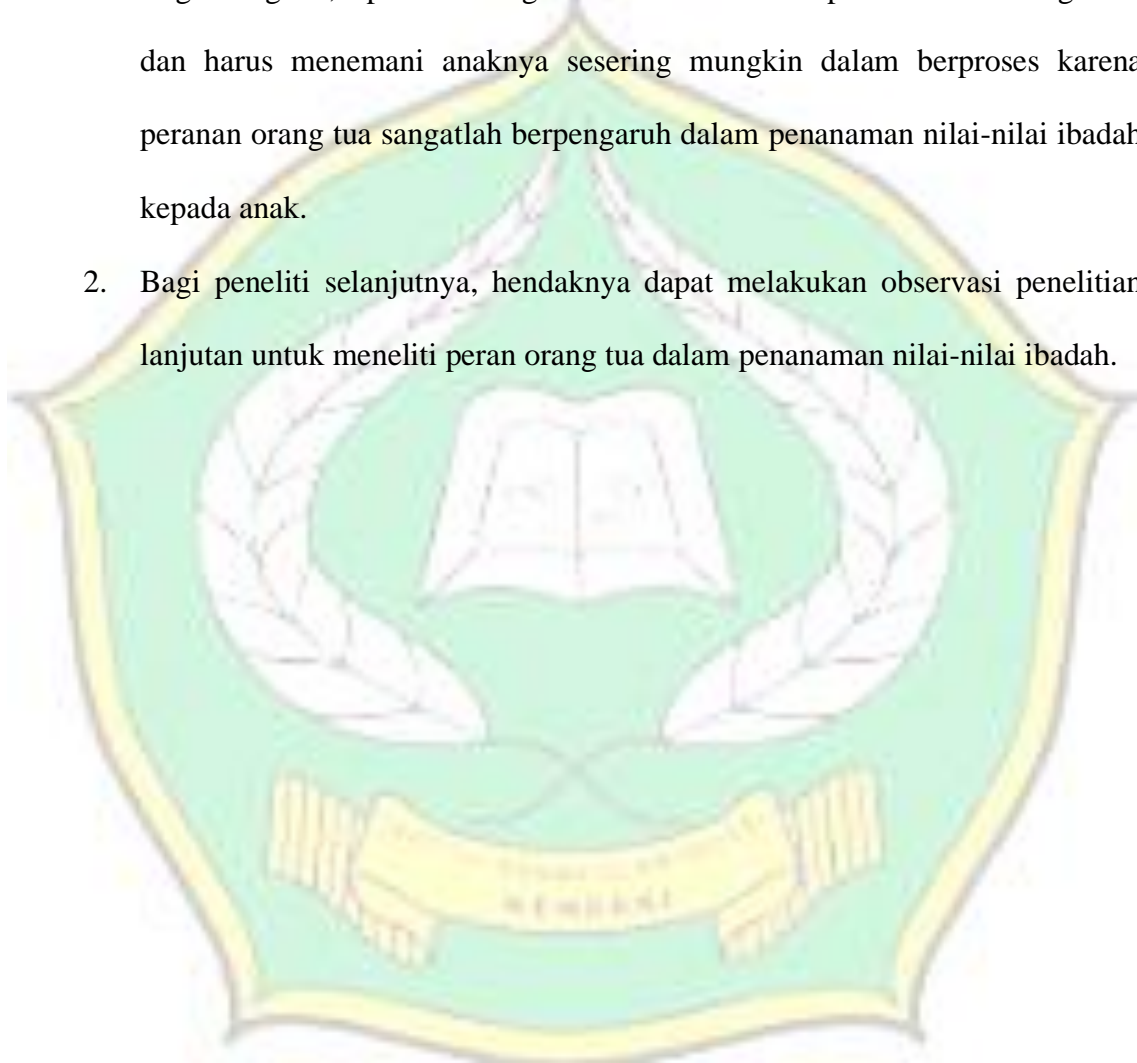 dan harus menemani anaknya sesering mungkin dalam berproses karena
peranan orang tua sangatlah berpengaruh dalam penanaman nilai-nilai ibadah
kepada anak.
2. Bagi peneliti selanjutnya, hendaknya dapat melakukan observasi penelitian
lanjutan untuk meneliti peran orang tua dalam penanaman nilai-nilai ibadah.